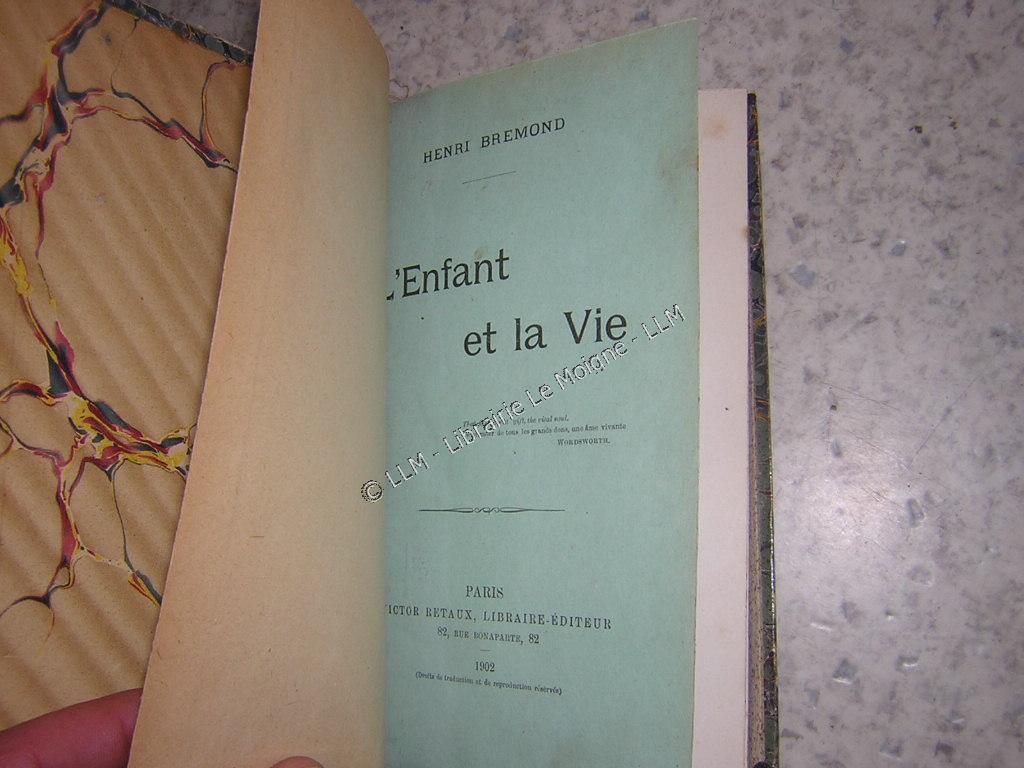 HENRI BREMOND
L'Enfant
et la Vie
gift, the vital soul,
de tous les grands dons, une âme vivante
WORDSWORTH.
© LLM - Librairie Le Moigne - LLM
PARIS
ICTOR RETAUX, LIBRAIRE-ÉDITEUR
82, RUE BONAPARTE, 82
1902
(Droits de traduction et de reproduction réservés)